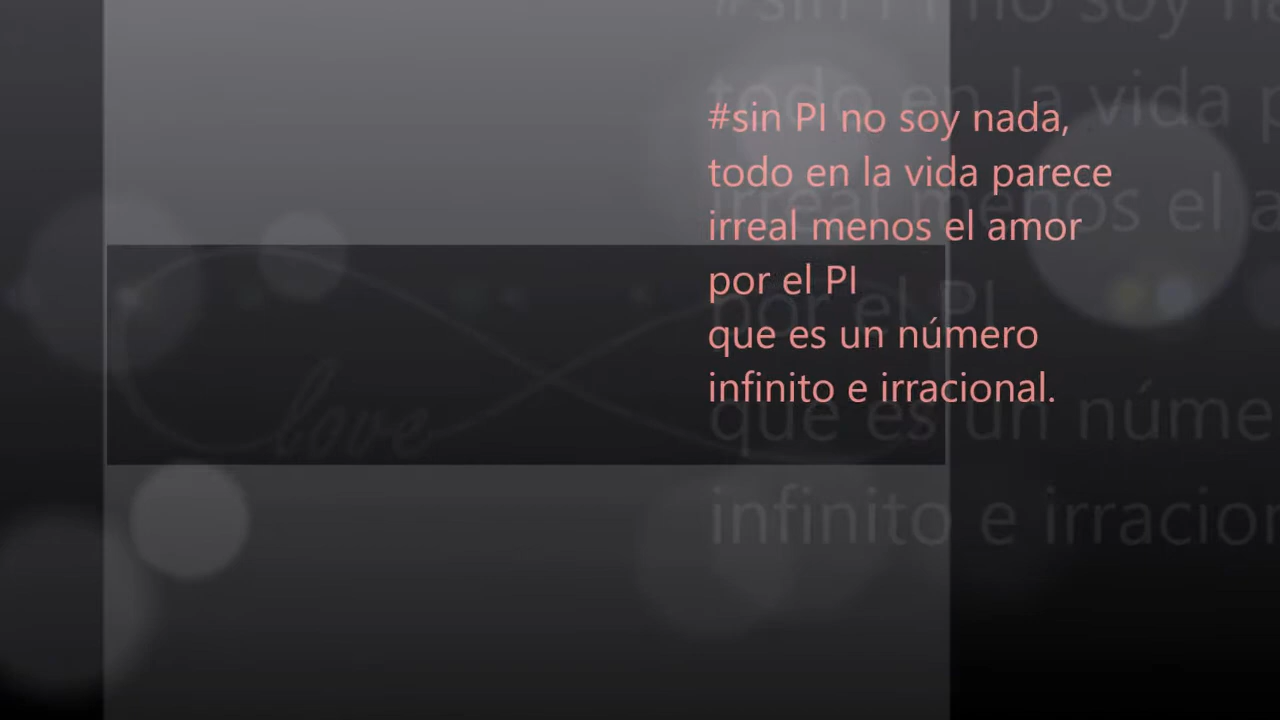 #sin PI no soy nada,
todo en la vida parece
irreal menos el amor
por el PI
que es un número
infinito e irracional.
love